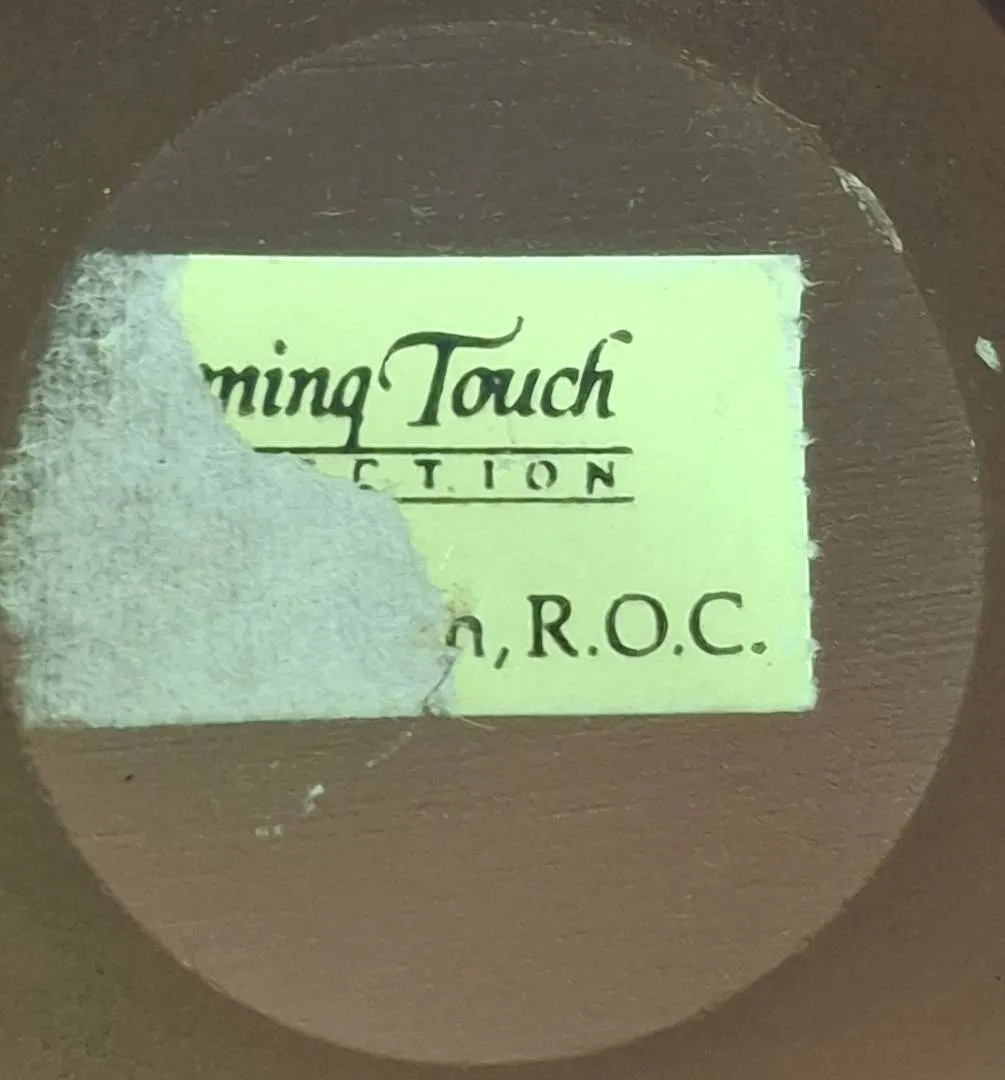 ming Touch
CTION
n, R.O.C.